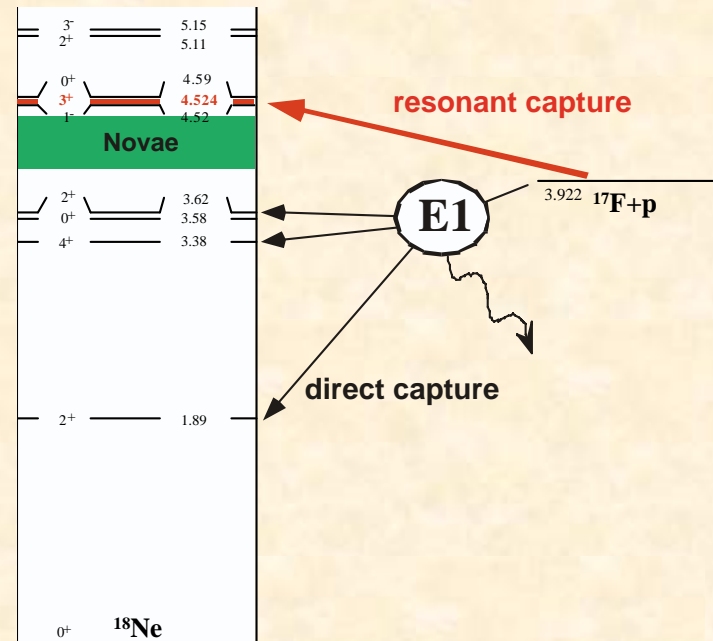 3- 5.15
2+ 5.11
0+ 4.59
3+ 4.524
1- 4.52
Novae
resonant capture
2+ 3.62
0+ 3.58
4+ 3.38
E1
3.922 ¹⁷F+p
direct capture
2+ 1.89
0+ ¹⁸Ne